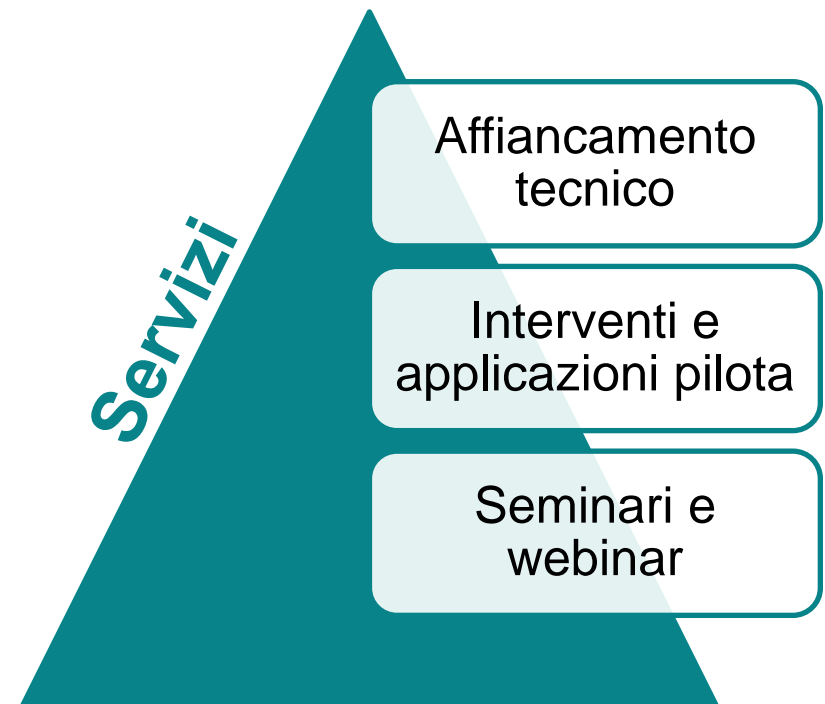 Servizi
Affiancamento
tecnico
Interventi e
applicazioni pilota
Seminari e
webinar